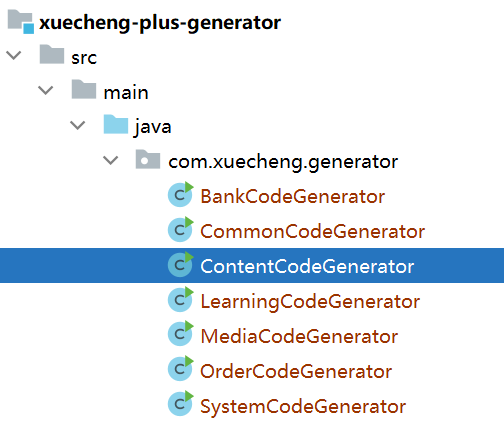 xuecheng-plus-generator
src
main
java
com.xuecheng.generator
BankCodeGenerator
CommonCodeGenerator
ContentCodeGenerator
LearningCodeGenerator
MediaCodeGenerator
OrderCodeGenerator
SystemCodeGenerator